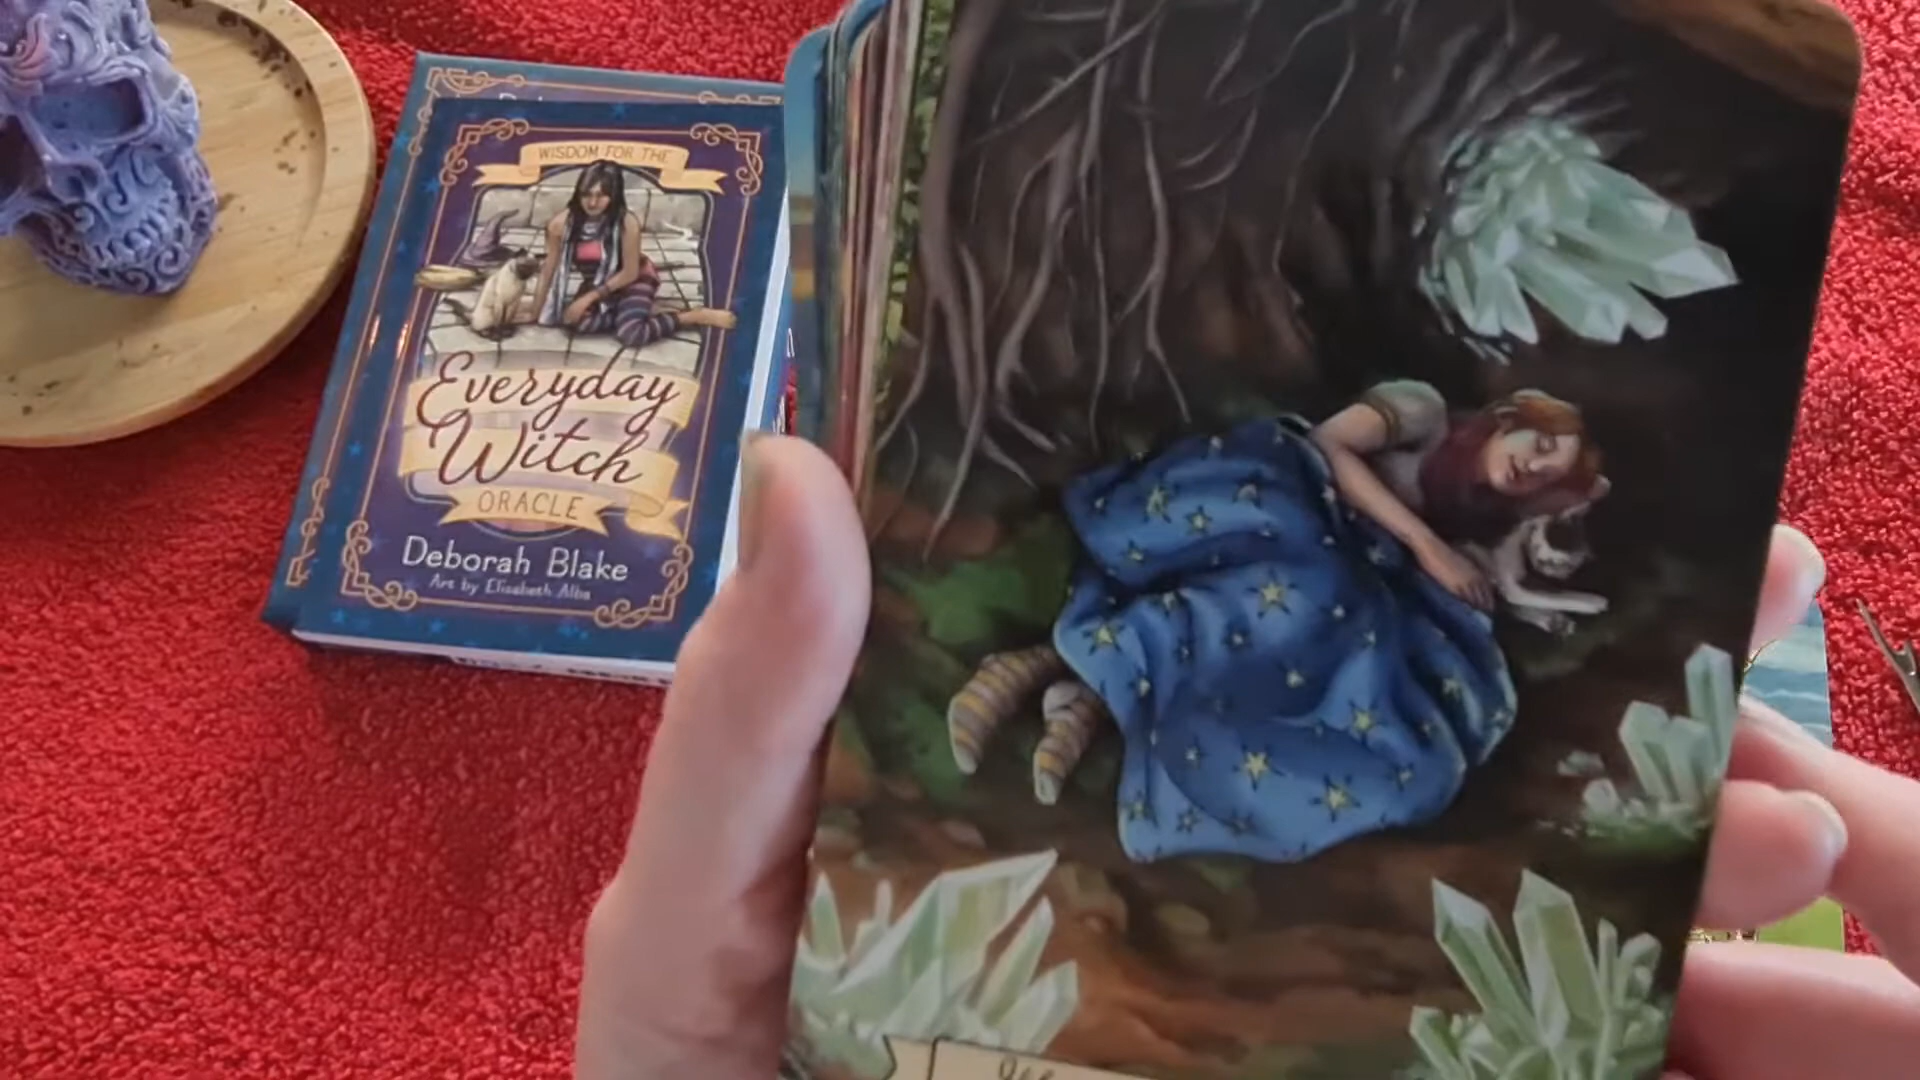 WISDOM FOR THE
Everyday
Witch
ORACLE
Deborah Blake
Art by Elisabeth Alba